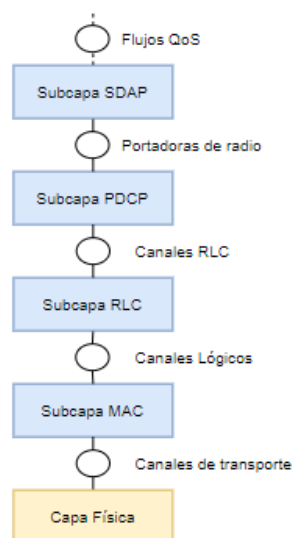 Flujos QoS
Subcapa SDAP
Portadoras de radio
Subcapa PDCP
Canales RLC
Subcapa RLC
Canales Lógicos
Subcapa MAC
Canales de transporte
Capa Física